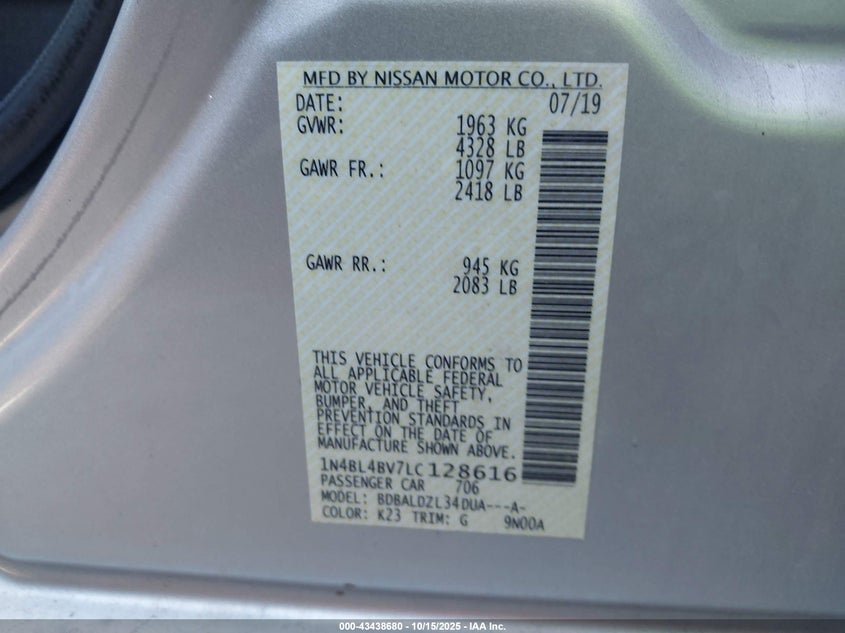 MFD BY NISSAN MOTOR CO., LTD.
DATE: 07/19
GVWR: 1963 KG
4328 LB
GAWR FR.: 1097 KG
2418 LB
GAWR RR.: 945 KG
2083 LB
THIS VEHICLE CONFORMS TO
ALL APPLICABLE FEDERAL
MOTOR VEHICLE SAFETY,
BUMPER, AND THEFT
PREVENTION STANDARDS IN
EFFECT ON THE DATE OF
MANUFACTURE SHOWN ABOVE.
1N4BL4BV7LC128616
PASSENGER CAR 706
MODEL: BDBALDZL34DUA---A-
COLOR: K23 TRIM: G 9N00A
000-43438680 - 10/15/2025 - IAA Inc.